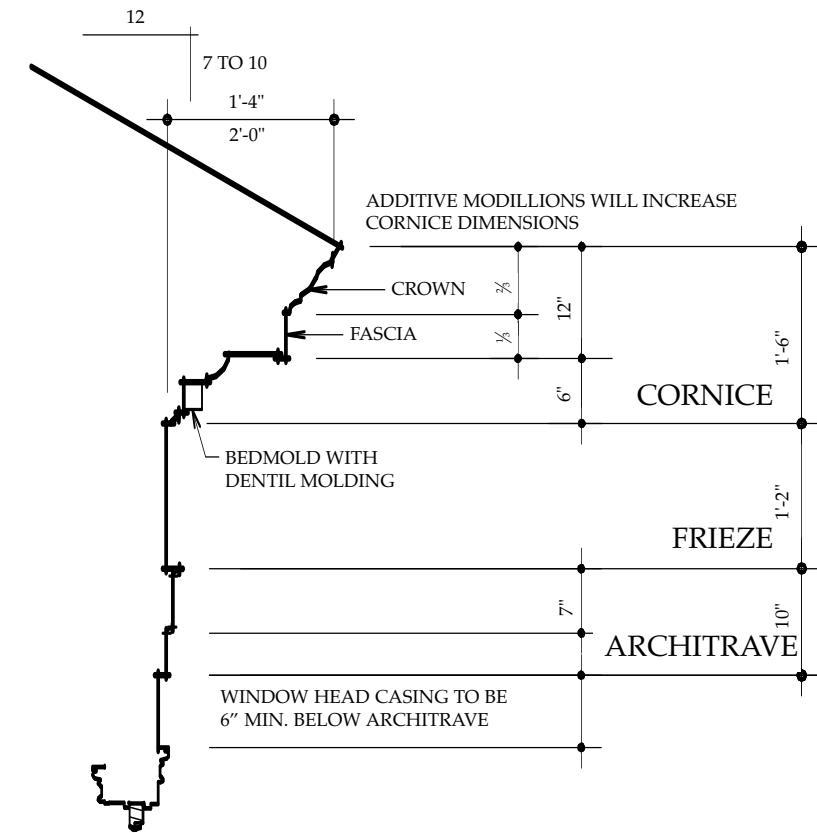 12
7 TO 10
1'-4"
2'-0"
ADDITIVE MODILLIONS WILL INCREASE
CORNICE DIMENSIONS
CROWN
⅔
12"
FASCIA
⅓
1'-6"
6"
CORNICE
BEDMOLD WITH
DENTIL MOLDING
1'-2"
FRIEZE
7"
10"
ARCHITRAVE
WINDOW HEAD CASING TO BE
6” MIN. BELOW ARCHITRAVE